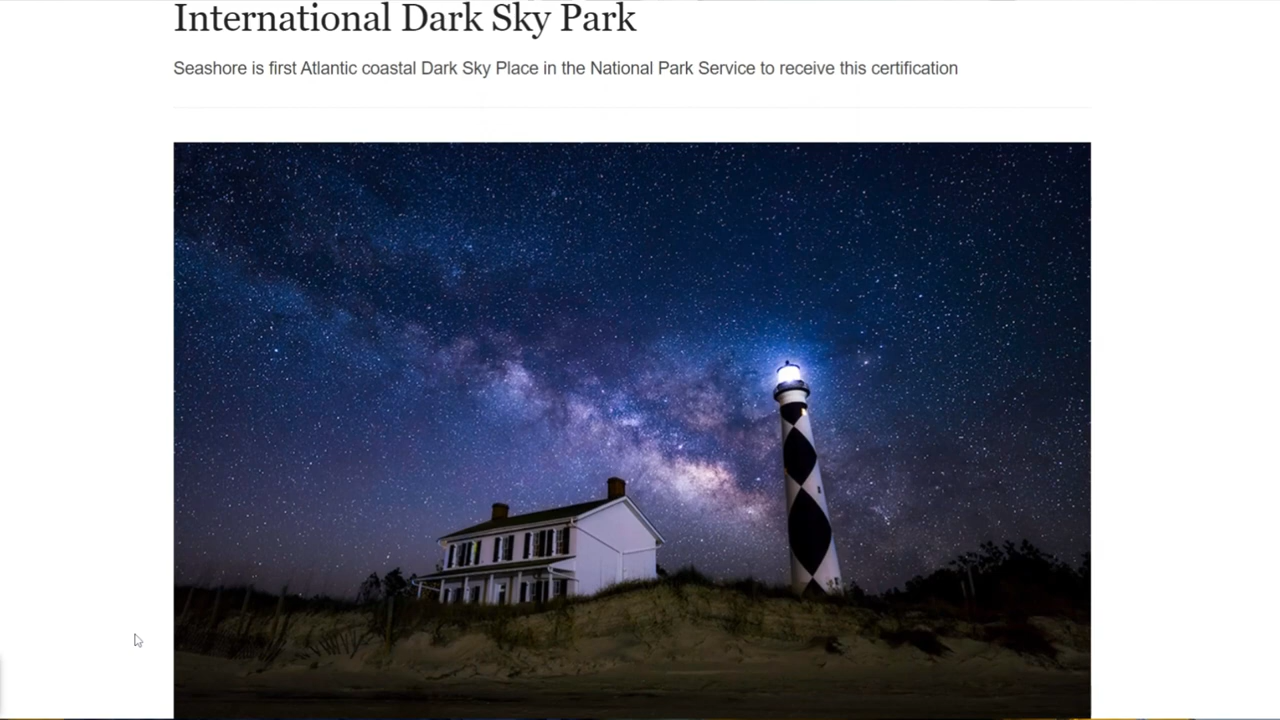 International Dark Sky Park
Seashore is first Atlantic coastal Dark Sky Place in the National Park Service to receive this certification